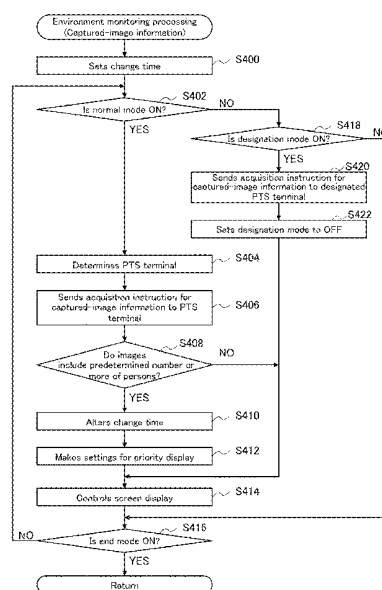 Environment monitoring processing
(Captured-image information)
S400
Sets change time
S402
Is normal mode ON?
NO
YES
S418
Is designation mode ON?
NO
YES
S420
Sends acquisition instruction for
captured-image information to designated
PTS terminal
S422
Sets designation mode to OFF
S404
Determines PTS terminal
S406
Sends acquisition instruction for
captured-image information to PTS
terminal
S408
Do images
include predetermined number or
more of persons?
NO
YES
S410
Alters change time
S412
Makes settings for priority display
S414
Controls screen display
S416
Is end mode ON?
NO
YES
Return